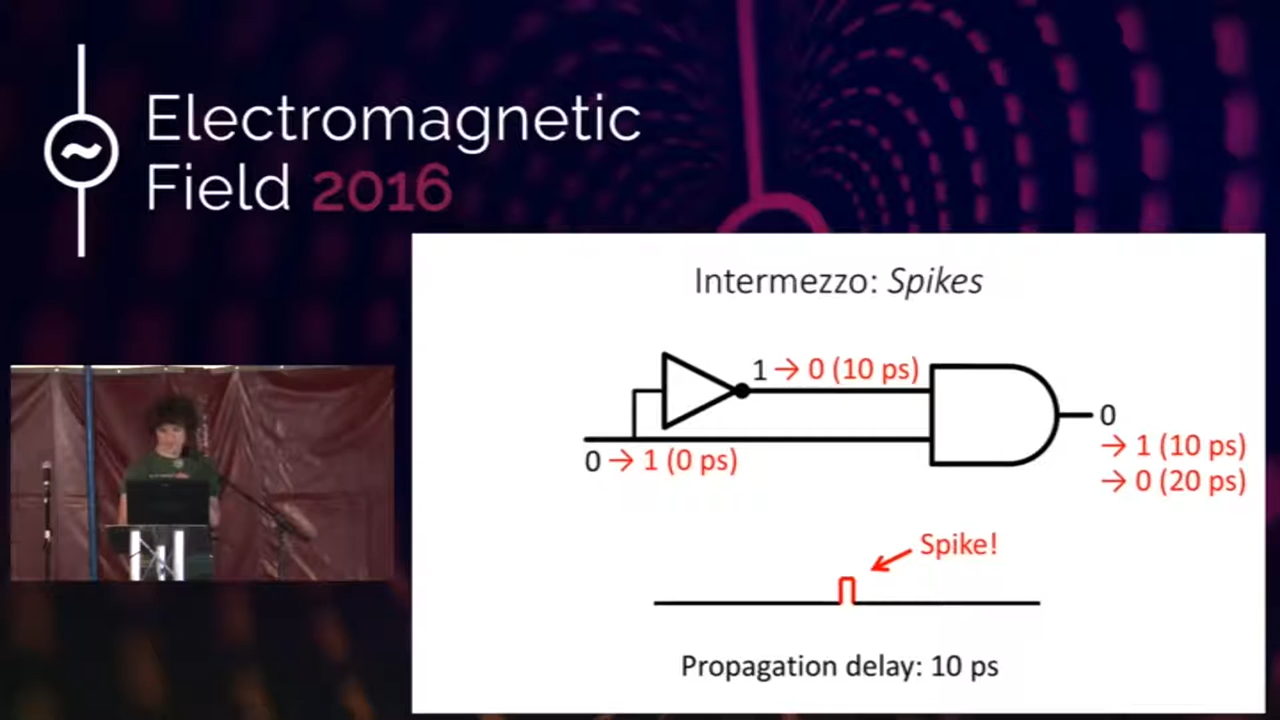 Electromagnetic
Field 2016
Intermezzo: Spikes
1 → 0 (10 ps)
0
→ 1 (10 ps)
→ 0 (20 ps)
0 → 1 (0 ps)
Spike!
Propagation delay: 10 ps